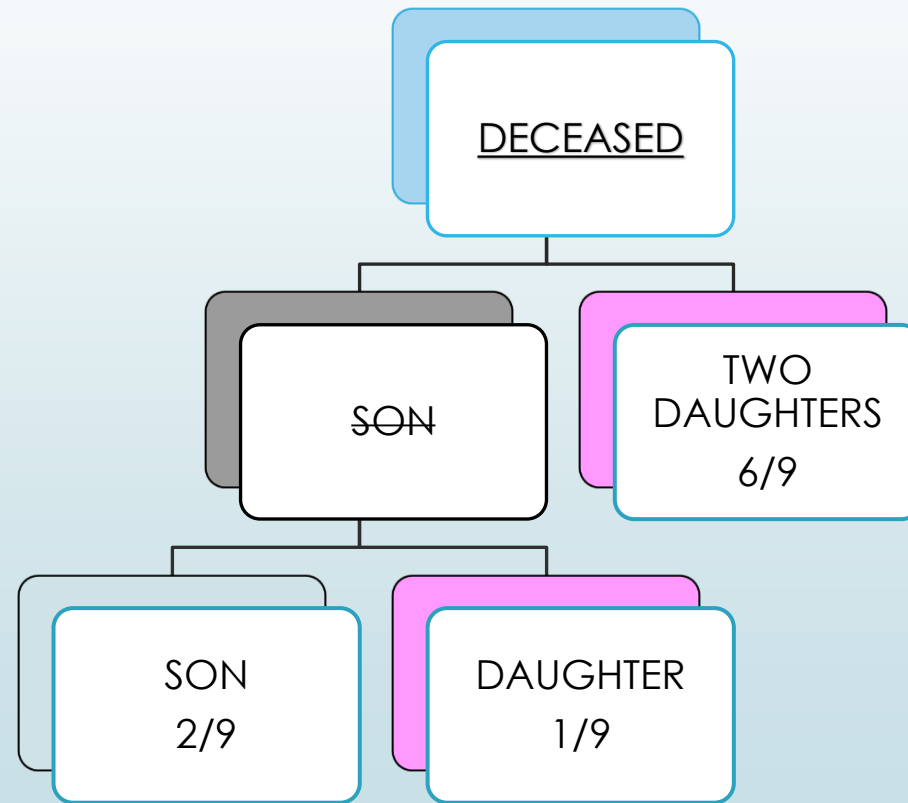 DECEASED
SON
TWO
DAUGHTERS
6/9
SON
2/9
DAUGHTER
1/9